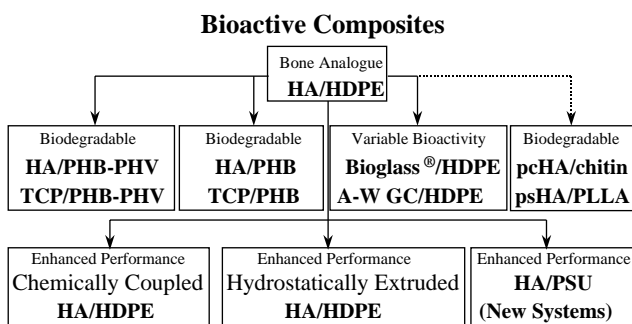 Bioactive Composites
Bone Analogue
HA/HDPE
Biodegradable
HA/PHB-PHV
TCP/PHB-PHV
Biodegradable
HA/PHB
TCP/PHB
Variable Bioactivity
Bioglass ®/HDPE
A-W GC/HDPE
Biodegradable
pcHA/chitin
psHA/PLLA
Enhanced Performance
Chemically Coupled
HA/HDPE
Enhanced Performance
Hydrostatically Extruded
HA/HDPE
Enhanced Performance
HA/PSU
(New Systems)